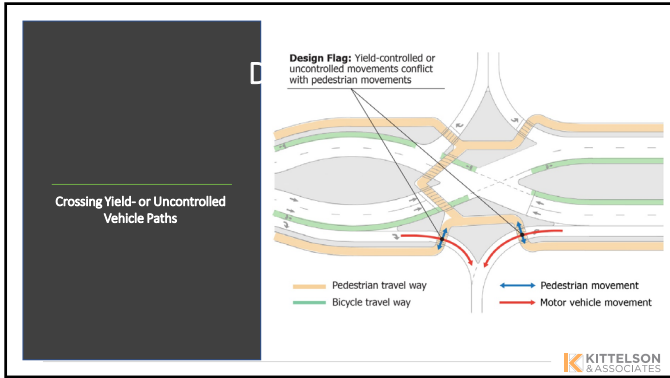 D
Design Flag: Yield-controlled or
uncontrolled movements conflict
with pedestrian movements
Crossing Yield- or Uncontrolled
Vehicle Paths
Pedestrian travel way
Bicycle travel way
Pedestrian movement
Motor vehicle movement
KITTELSON
& ASSOCIATES